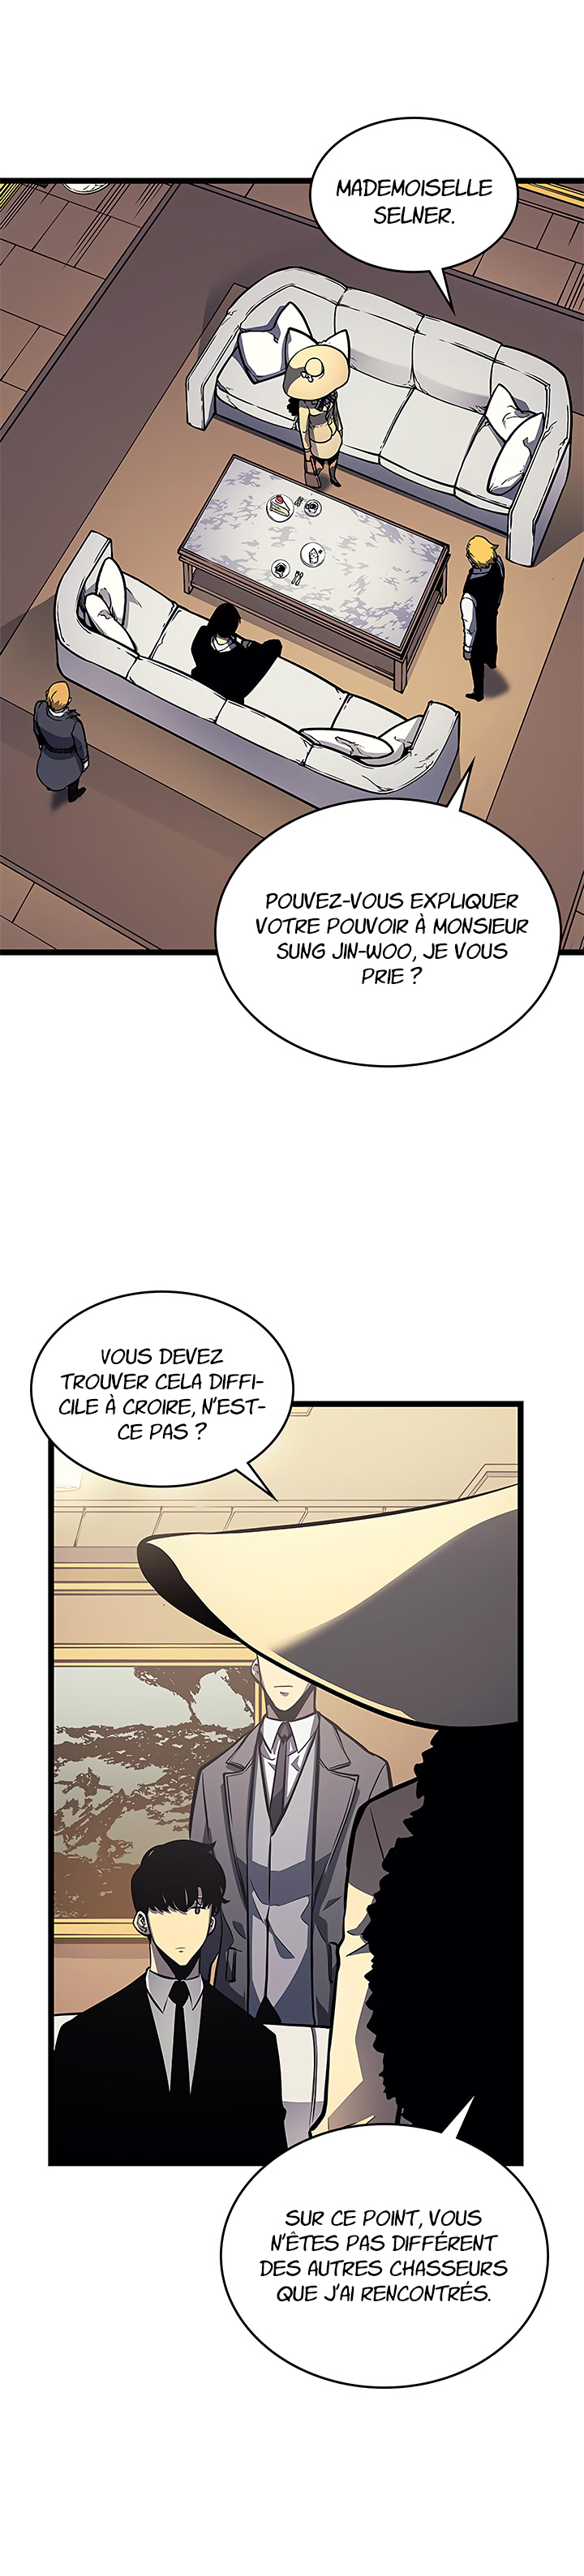 MADEMOISELLE
SELNER.
POUVEZ-VOUS EXPLIQUER
VOTRE POUVOIR À MONSIEUR
SUNG JIN-WOO, JE VOUS
PRIE ?
VOUS DEVEZ
TROUVER CELA DIFFI-
CILE À CROIRE, N'EST-
CE PAS ?
SUR CE POINT, VOUS
N'ÊTES PAS DIFFÉRENT
DES AUTRES CHASSEURS
QUE J'AI RENCONTRÉS.